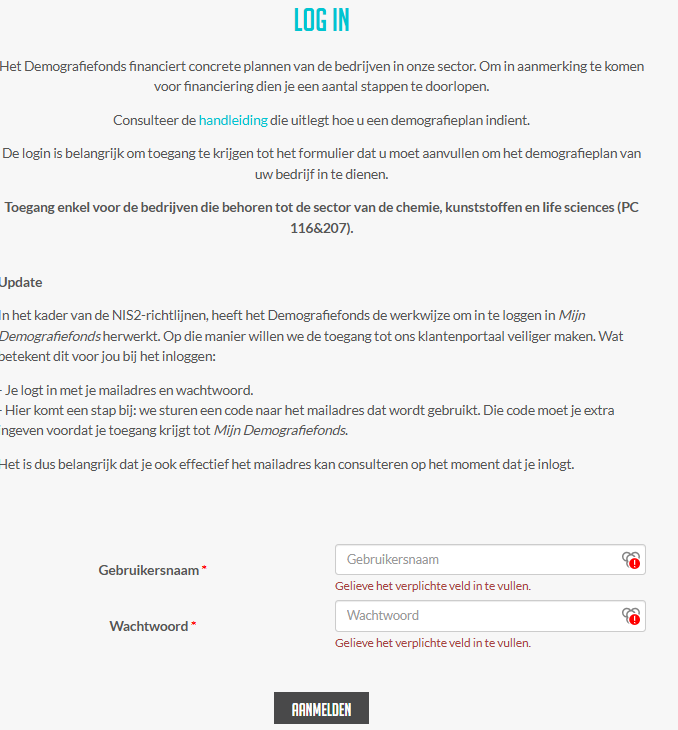 LOG IN
Het Demografiefonds financiert concrete plannen van de bedrijven in onze sector. Om in aanmerking te komen
voor financiering dien je een aantal stappen te doorlopen.
Consulteer de handleiding die uitlegt hoe u een demografieplan indient.
De login is belangrijk om toegang te krijgen tot het formulier dat u moet aanvullen om het demografieplan van
uw bedrijf in te dienen.
Toegang enkel voor de bedrijven die behoren tot de sector van de chemie, kunststoffen en life sciences (PC
116&207).
Update
In het kader van de NIS2-richtlijnen, heeft het Demografiefonds de werkwijze om in te loggen in Mijn
Demografiefonds herwerkt. Op die manier willen we de toegang tot ons klantenportaal veiliger maken. Wat
betekent dit voor jou bij het inloggen:
- Je logt in met je mailadres en wachtwoord.
- Hier komt een stap bij: we sturen een code naar het mailadres dat wordt gebruikt. Die code moet je extra
ingeven voordat je toegang krijgt tot Mijn Demografiefonds.
Het is dus belangrijk dat je ook effectief het mailadres kan consulteren op het moment dat je inlogt.
Gebruikersnaam * Gebruikersnaam
Gelieve het verplichte veld in te vullen.
Wachtwoord * Wachtwoord
Gelieve het verplichte veld in te vullen.
AANMELDEN